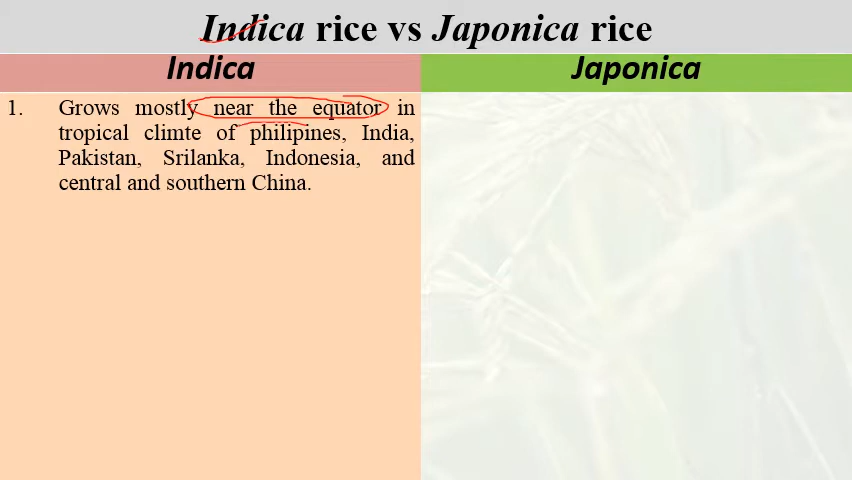 Indica rice vs Japonica rice
Indica
Japonica
1. Grows mostly near the equator in
tropical climte of philipines, India,
Pakistan, Srilanka, Indonesia, and
central and southern China.